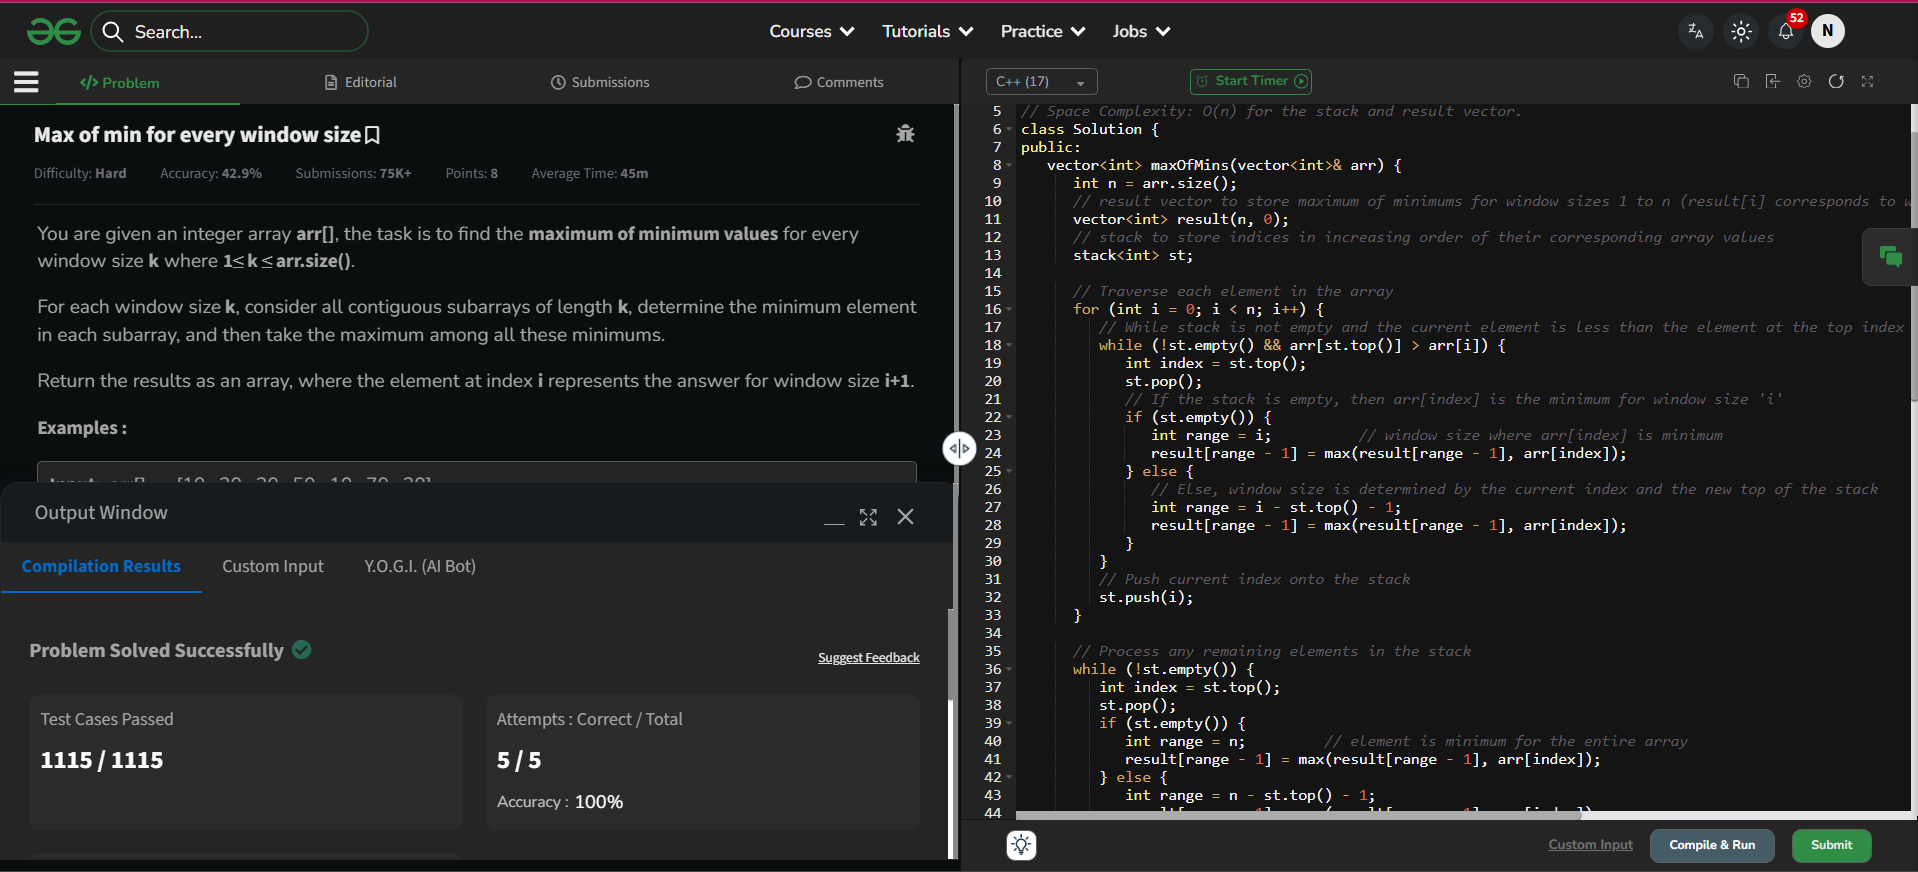 Search...
Courses
Tutorials
Practice
Jobs
52
N
</> Problem
Editorial
Submissions
Comments
Max of min for every window size
Difficulty: Hard Accuracy: 42.9% Submissions: 75K+ Points: 8 Average Time: 45m
You are given an integer array arr[], the task is to find the maximum of minimum values for every
window size k where 1≤ k ≤ arr.size().
For each window size k, consider all contiguous subarrays of length k, determine the minimum element
in each subarray, and then take the maximum among all these minimums.
Return the results as an array, where the element at index i represents the answer for window size i+1.
Examples :
Output Window
Compilation Results
Custom Input
Y.O.G.I. (AI Bot)
Problem Solved Successfully
Suggest Feedback
Test Cases Passed
1115 / 1115
Attempts : Correct / Total
5 / 5
Accuracy : 100%
C++ (17)
Start Timer
5 // Space Complexity: O(n) for the stack and result vector.
6 class Solution {
7 public:
8 vector<int> maxOfMins(vector<int>& arr) {
9 int n = arr.size();
10 // result vector to store maximum of minimums for window sizes 1 to n (result[i] corresponds to w
11 vector<int> result(n, 0);
12 // stack to store indices in increasing order of their corresponding array values
13 stack<int> st;
14
15 // Traverse each element in the array
16 for (int i = 0; i < n; i++) {
17 // While stack is not empty and the current element is less than the element at the top index
18 while (!st.empty() && arr[st.top()] > arr[i]) {
19 int index = st.top();
20 st.pop();
21 // If the stack is empty, then arr[index] is the minimum for window size 'i'
22 if (st.empty()) {
23 int range = i; // window size where arr[index] is minimum
24 result[range - 1] = max(result[range - 1], arr[index]);
25 } else {
26 // Else, window size is determined by the current index and the new top of the stack
27 int range = i - st.top() - 1;
28 result[range - 1] = max(result[range - 1], arr[index]);
29 }
30 }
31 // Push current index onto the stack
32 st.push(i);
33 }
34
35 // Process any remaining elements in the stack
36 while (!st.empty()) {
37 int index = st.top();
38 st.pop();
39 if (st.empty()) {
40 int range = n; // element is minimum for the entire array
41 result[range - 1] = max(result[range - 1], arr[index]);
42 } else {
43 int range = n - st.top() - 1;
44
Custom Input
Compile & Run
Submit